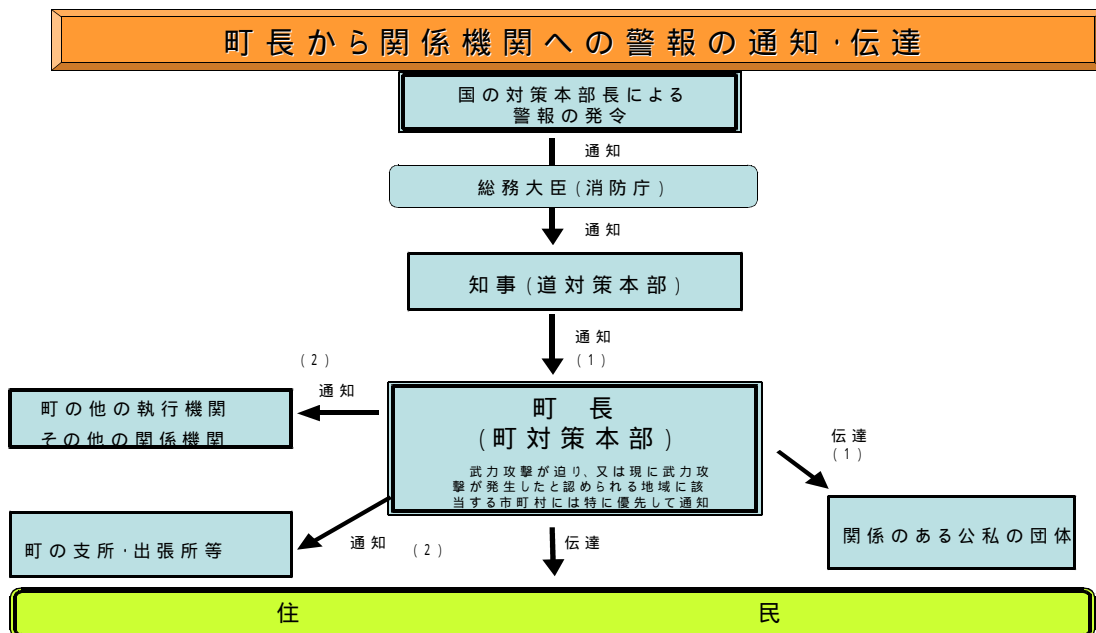 町長から関係機関への警報の通知・伝達
国の対策本部長による
警報の発令
通知
総務大臣(消防庁)
通知
知事(道対策本部)
通知
(1)
(2)
通知
町の他の執行機関
その他の関係機関
町　長
(町対策本部)
武力攻撃が迫り、又は現に武力攻
撃が発生したと認められる地域に該
当する市町村には特に優先して通知
伝達
(1)
関係のある公私の団体
町の支所・出張所等
通知
(2)
伝達
住　民